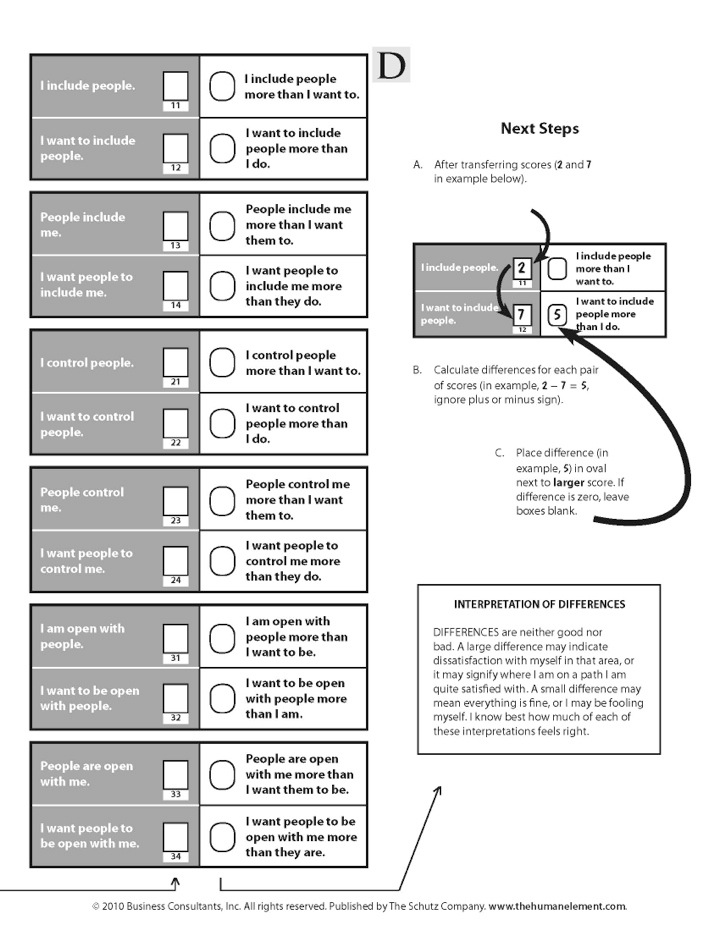 D
I include people.
11
I include people
more than I want to.
I want to include
people.
12
I want to include
people more than
I do.
People include
me.
13
People include me
more than I want
them to.
I want people to
include me.
14
I want people to
include me more
than they do.
I control people.
21
I control people
more than I want to.
I want to control
people.
22
I want to control
people more than
I do.
People control
me.
23
People control me
more than I want
them to.
I want people to
control me.
24
I want people to
control me more
than they do.
I am open with
people.
31
I am open with
people more than
I want to be.
I want to be open
with people.
32
I want to be open
with people more
than I am.
People are open
with me.
33
People are open
with me more than
I want them to be.
I want people to
be open with me.
34
I want people to be
open with me more
than they are.
Next Steps
A. After transferring scores (2 and 7
in example below).
I include people.
2
11
I include people
more than I
want to.
I want to include
people.
7
12
5
I want to include
people more
than I do.
B. Calculate differences for each pair
of scores (in example, 2 – 7 = 5,
ignore plus or minus sign).
C. Place difference (in
example, 5) in oval
next to larger score. If
difference is zero, leave
boxes blank.
INTERPRETATION OF DIFFERENCES
DIFFERENCES are neither good nor
bad. A large difference may indicate
dissatisfaction with myself in that area, or
it may signify where I am on a path I am
quite satisfied with. A small difference may
mean everything is fine, or I may be fooling
myself. I know best how much of each of
these interpretations feels right.
© 2010 Business Consultants, Inc. All rights reserved. Published by The Schutz Company. www.thehumanelement.com.